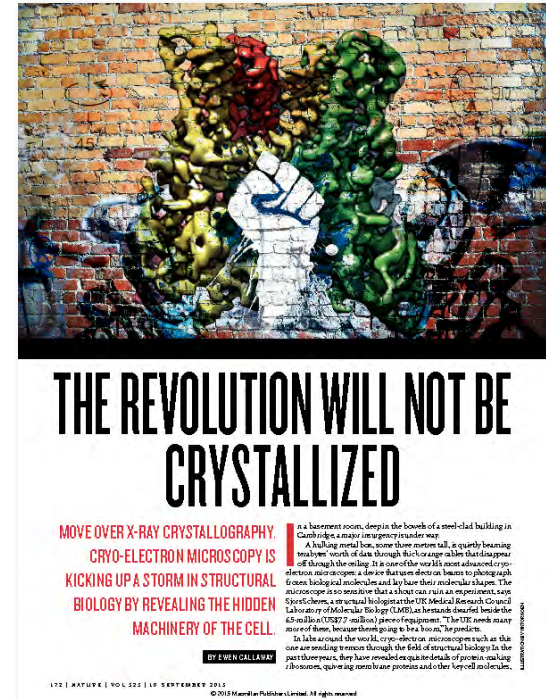 THE REVOLUTION WILL NOT BE
CRYSTALLIZED
MOVE OVER X-RAY CRYSTALLOGRAPHY.
CRYO-ELECTRON MICROSCOPY IS
KICKING UP A STORM IN STRUCTURAL
BIOLOGY BY REVEALING THE HIDDEN
MACHINERY OF THE CELL.
BY EWEN CALLAWAY
In a basement room, deep in the bowels of a steel-clad building in
Cambridge, a major insurgency is under way.
A hulking metal box, some three metres tall, is quietly beaming
terabytes' worth of data through thick orange cables that disappear
off through the ceiling. It is one of the world's most advanced cryo-
electron microscopes: a device that uses electron beams to photograph
frozen biological molecules and lay bare their molecular shapes. The
microscope is so sensitive that a shout can ruin an experiment, says
Sjors Scheres, a structural biologist at the UK Medical Research Council
Laboratory of Molecular Biology (LMB), as he stands dwarfed beside the
£5-million (US$7.7-million) piece of equipment. “The UK needs many
more of these, because there's going to be a boom,” he predicts.
In labs around the world, cryo-electron microscopes such as this
one are sending tremors through the field of structural biology. In the
past three years, they have revealed exquisite details of protein-making
ribosomes, quivering membrane proteins and other key cell molecules,
172 | NATURE | VOL 525 | 10 SEPTEMBER 2015
© 2015 Macmillan Publishers Limited. All rights reserved